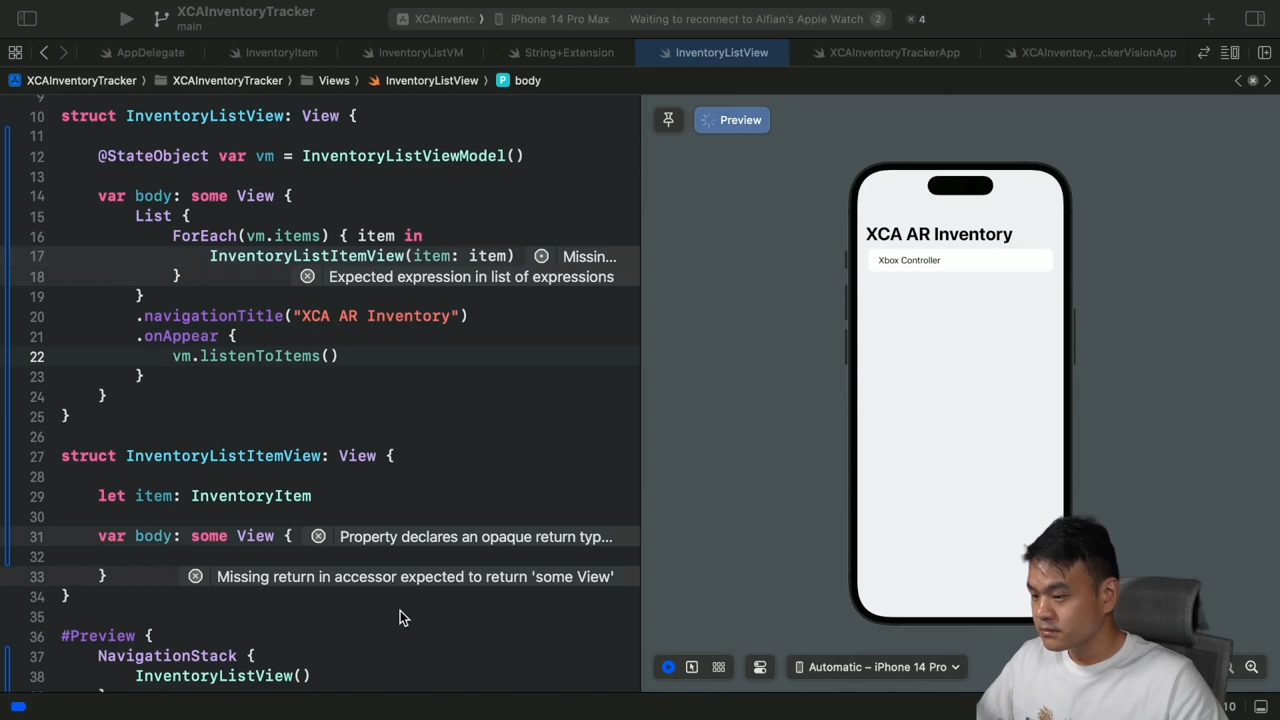 XCAInventoryTracker
main
XCAInvento
iPhone 14 Pro Max
Waiting to reconnect to Alfian's Apple Watch
2
4
AppDelegate
InventoryItem
InventoryListVM
String+Extension
InventoryListView
XCAInventoryTrackerApp
XCAInventory...ckerVisionApp
XCAInventoryTracker
XCAInventoryTracker
Views
InventoryListView
P body
9
10 struct InventoryListView: View {
11
12 @StateObject var vm = InventoryListViewModel()
13
14 var body: some View {
15 List {
16 ForEach(vm.items) { item in
17 InventoryListItemView(item: item) Missin...
18 } Expected expression in list of expressions
19 }
20 .navigationTitle("XCA AR Inventory")
21 .onAppear {
22 vm.listenToItems()
23 }
24 }
25 }
26
27 struct InventoryListItemView: View {
28
29 let item: InventoryItem
30
31 var body: some View { Property declares an opaque return typ...
32
33 } Missing return in accessor expected to return 'some View'
34 }
35
36 #Preview {
37 NavigationStack {
38 InventoryListView()
Preview
XCA AR Inventory
Xbox Controller
Automatic – iPhone 14 Pro
10